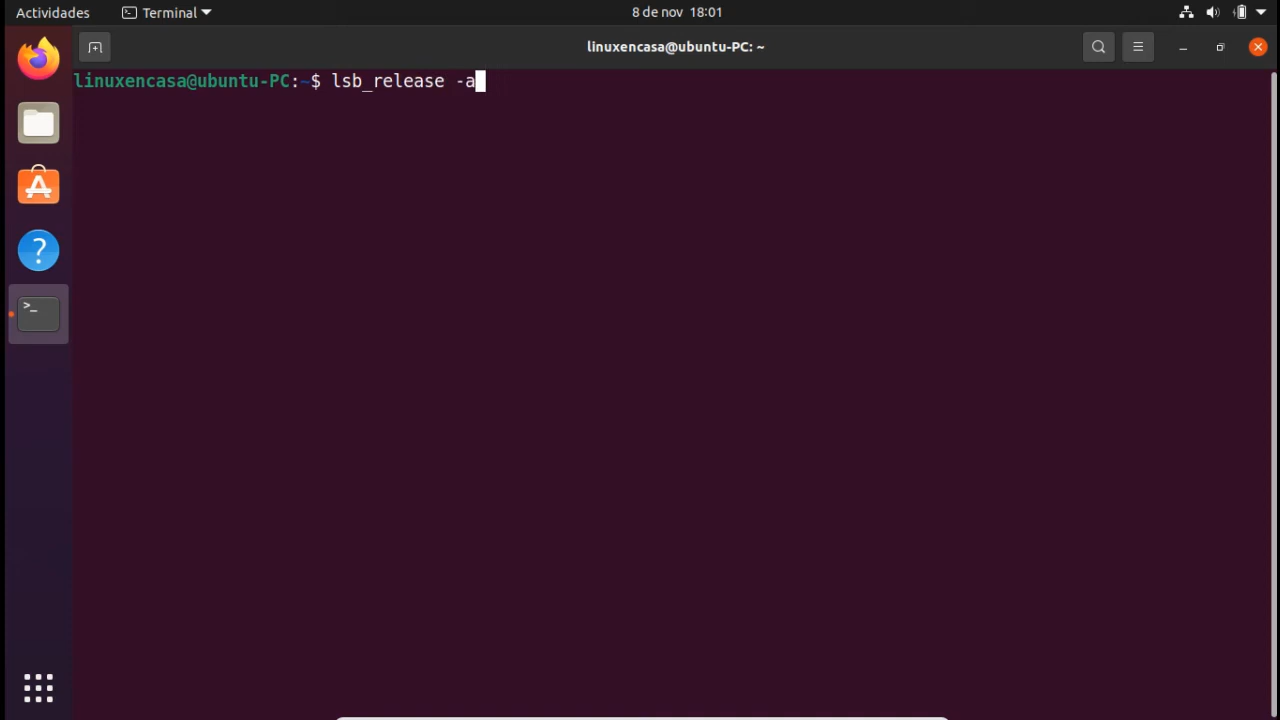 Actividades
Terminal
8 de nov 18:01
linuxencasa@ubuntu-PC: ~
linuxencasa@ubuntu-PC:~$ lsb_release -a